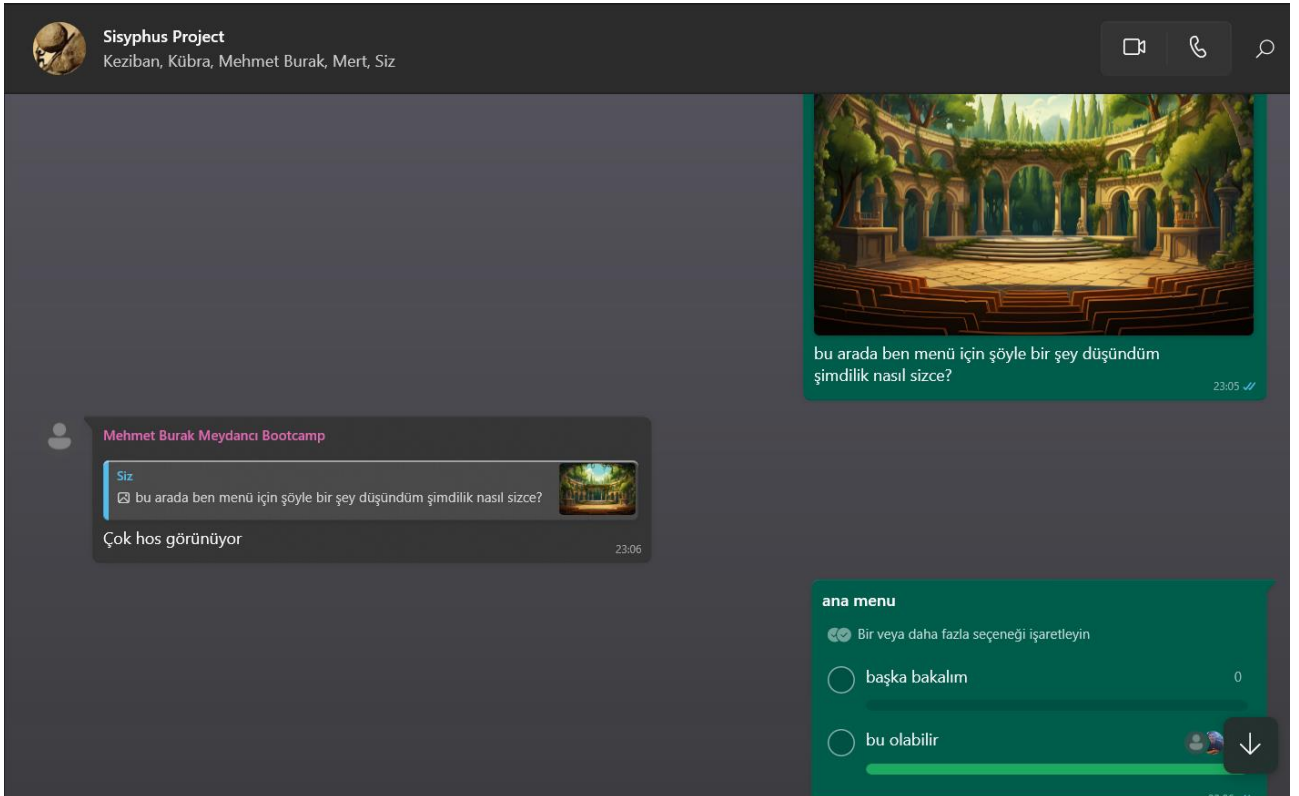 Sisyphus Project
Keziban, Kübra, Mehmet Burak, Mert, Siz
bu arada ben menü için şöyle bir şey düşündüm
şimdilik nasıl sizce?
23:05
Mehmet Burak Meydancı Bootcamp
Siz
bu arada ben menü için şöyle bir şey düşündüm şimdilik nasıl sizce?
Çok hos görünüyor
23:06
ana menu
Bir veya daha fazla seçeneği işaretleyin
başka bakalım
0
bu olabilir